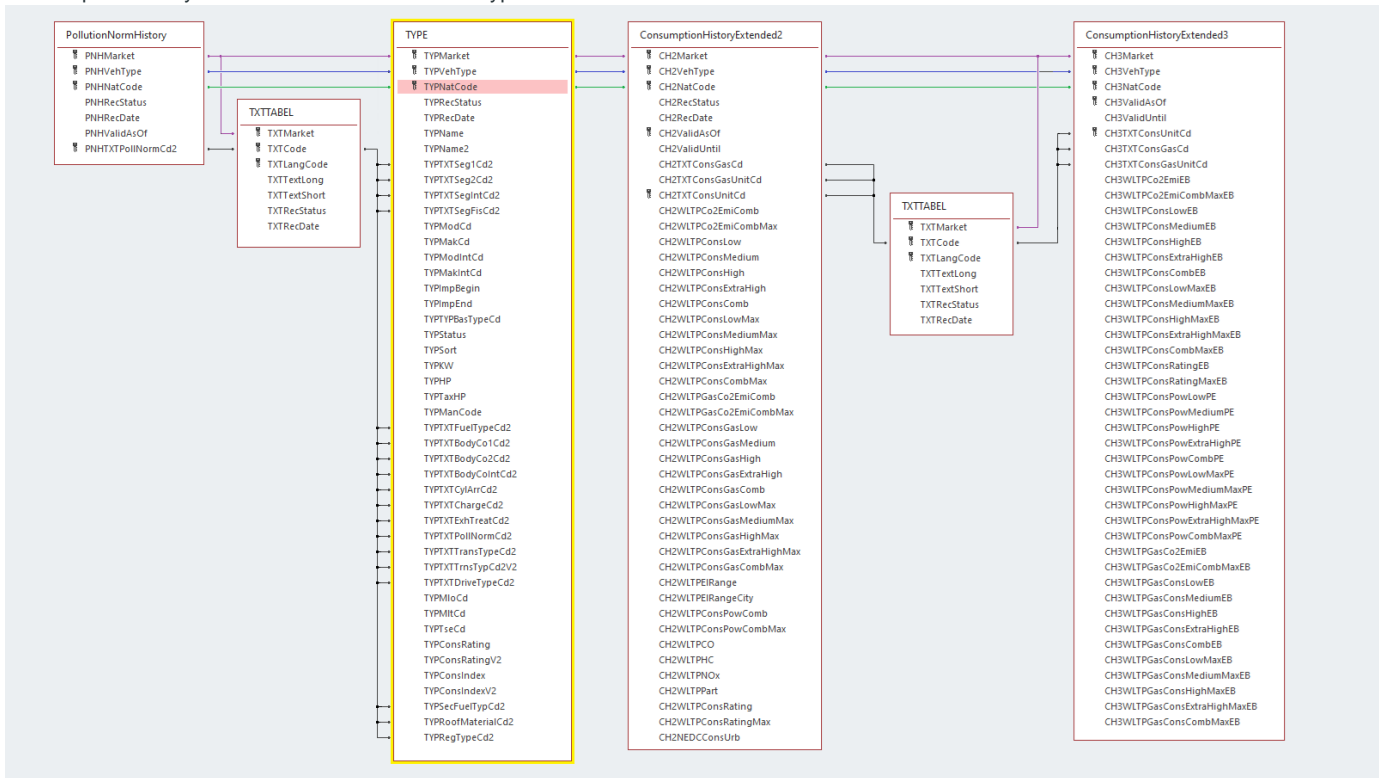 PollutionNormHistory
PNHMarket
PNHVehType
PNHNatCode
PNHRecStatus
PNHRecDate
PNHValidAsOf
PNHTXTPollNormCd2
TXTTABEL
TXTMarket
TXTCode
TXTLangCode
TXTTextLong
TXTTextShort
TXTRecStatus
TXTRecDate
TYPE
TYPMarket
TYPVehType
TYPNatCode
TYPRecStatus
TYPRecDate
TYPName
TYPName2
TYPTXTSeg1Cd2
TYPTXTSeg2Cd2
TYPTXTSegIntCd2
TYPTXTSegFisCd2
TYPModCd
TYPMakCd
TYPModIntCd
TYPMakIntCd
TYPImpBegin
TYPImpEnd
TYPTYPBasTypeCd
TYPStatus
TYPSort
TYPKW
TYPHP
TYPTaxHP
TYPManCode
TYPTXTFuelTypeCd2
TYPTXTBodyCo1Cd2
TYPTXTBodyCo2Cd2
TYPTXTBodyCoIntCd2
TYPTXTCylArrCd2
TYPTXTChargeCd2
TYPTXTExhTreatCd2
TYPTXTPollNormCd2
TYPTXTTransTypeCd2
TYPTXTTrnsTypCd2V2
TYPTXTDriveTypeCd2
TYPMloCd
TYPMltCd
TYPTseCd
TYPConsRating
TYPConsRatingV2
TYPConsIndex
TYPConsIndexV2
TYPSecFuelTypCd2
TYPRoofMaterialCd2
TYPRegTypeCd2
ConsumptionHistoryExtended2
CH2Market
CH2VehType
CH2NatCode
CH2RecStatus
CH2RecDate
CH2ValidAsOf
CH2ValidUntil
CH2TXTConsGasCd
CH2TXTConsGasUnitCd
CH2TXTConsUnitCd
CH2WLTPCo2EmiComb
CH2WLTPCo2EmiCombMax
CH2WLTPConsLow
CH2WLTPConsMedium
CH2WLTPConsHigh
CH2WLTPConsExtraHigh
CH2WLTPConsComb
CH2WLTPConsLowMax
CH2WLTPConsMediumMax
CH2WLTPConsHighMax
CH2WLTPConsExtraHighMax
CH2WLTPConsCombMax
CH2WLTPGasCo2EmiComb
CH2WLTPGasCo2EmiCombMax
CH2WLTPConsGasLow
CH2WLTPConsGasMedium
CH2WLTPConsGasHigh
CH2WLTPConsGasExtraHigh
CH2WLTPConsGasComb
CH2WLTPConsGasLowMax
CH2WLTPConsGasMediumMax
CH2WLTPConsGasHighMax
CH2WLTPConsGasExtraHighMax
CH2WLTPConsGasCombMax
CH2WLTPElRange
CH2WLTPElRangeCity
CH2WLTPConsPowComb
CH2WLTPConsPowCombMax
CH2WLTPCO
CH2WLTPHC
CH2WLTPNOx
CH2WLTPPart
CH2WLTPConsRating
CH2WLTPConsRatingMax
CH2NEDCConsUrb
TXTTABEL
TXTMarket
TXTCode
TXTLangCode
TXTTextLong
TXTTextShort
TXTRecStatus
TXTRecDate
ConsumptionHistoryExtended3
CH3Market
CH3VehType
CH3NatCode
CH3ValidAsOf
CH3ValidUntil
CH3TXTConsUnitCd
CH3TXTConsGasCd
CH3TXTConsGasUnitCd
CH3WLTPCo2EmiEB
CH3WLTPCo2EmiCombMaxEB
CH3WLTPConsLowEB
CH3WLTPConsMediumEB
CH3WLTPConsHighEB
CH3WLTPConsExtraHighEB
CH3WLTPConsCombEB
CH3WLTPConsLowMaxEB
CH3WLTPConsMediumMaxEB
CH3WLTPConsHighMaxEB
CH3WLTPConsExtraHighMaxEB
CH3WLTPConsCombMaxEB
CH3WLTPConsRatingEB
CH3WLTPConsRatingMaxEB
CH3WLTPConsPowLowPE
CH3WLTPConsPowMediumPE
CH3WLTPConsPowHighPE
CH3WLTPConsPowExtraHighPE
CH3WLTPConsPowCombPE
CH3WLTPConsPowLowMaxPE
CH3WLTPConsPowMediumMaxPE
CH3WLTPConsPowHighMaxPE
CH3WLTPConsPowExtraHighMaxPE
CH3WLTPConsPowCombMaxPE
CH3WLTPGasCo2EmiEB
CH3WLTPGasCo2EmiCombMaxEB
CH3WLTPGasConsLowEB
CH3WLTPGasConsMediumEB
CH3WLTPGasConsHighEB
CH3WLTPGasConsExtraHighEB
CH3WLTPGasConsCombEB
CH3WLTPGasConsLowMaxEB
CH3WLTPGasConsMediumMaxEB
CH3WLTPGasConsHighMaxEB
CH3WLTPGasConsExtraHighMaxEB
CH3WLTPGasConsCombMaxEB